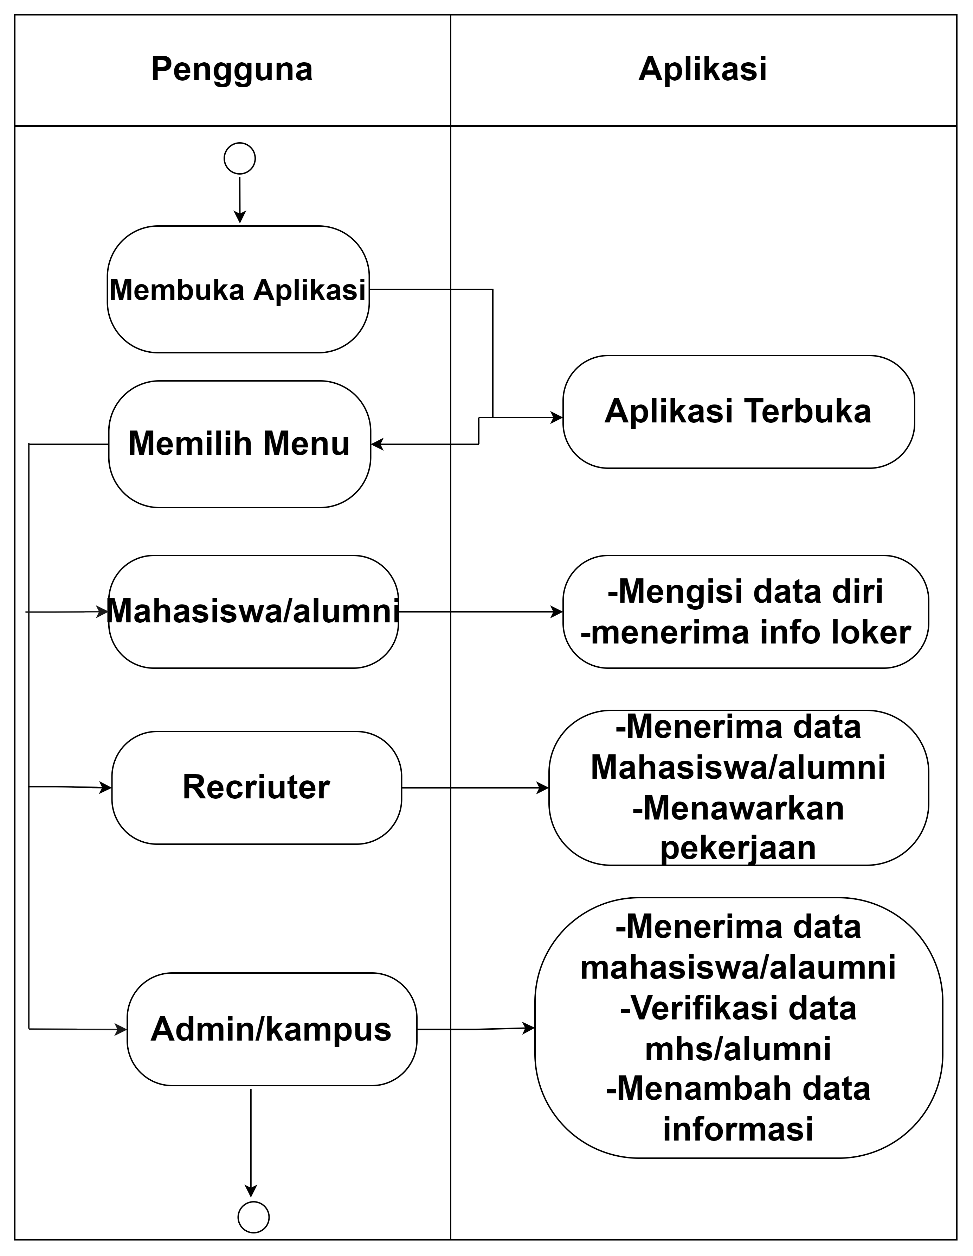 Pengguna
Aplikasi
Membuka Aplikasi
Aplikasi Terbuka
Memilih Menu
Mahasiswa/alumni
-Mengisi data diri
-menerima info loker
Recriuter
-Menerima data
Mahasiswa/alumni
-Menawarkan
pekerjaan
Admin/kampus
-Menerima data
mahasiswa/alaumni
-Verifikasi data
mhs/alumni
-Menambah data
informasi